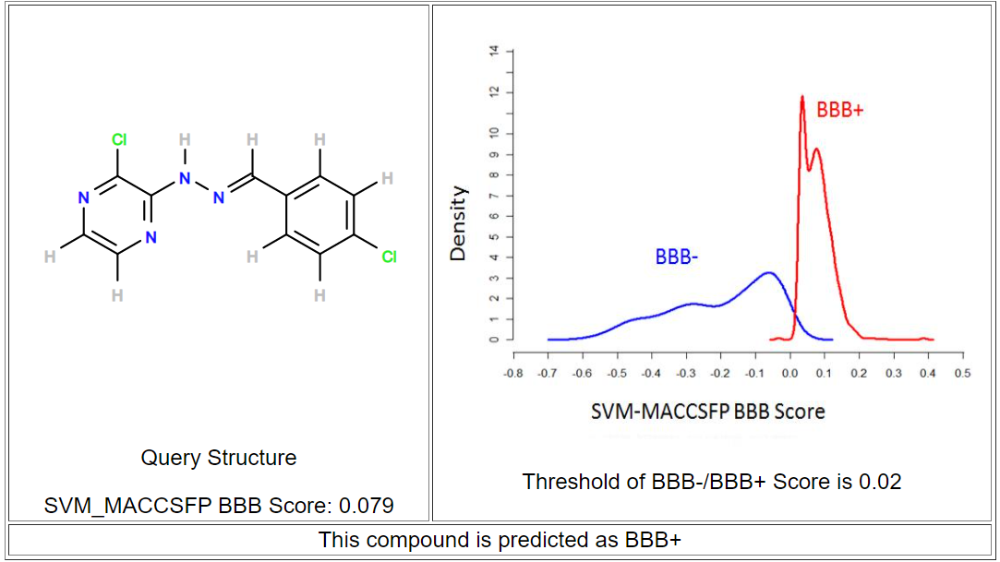 Cl
H
H
H
N
N
N
H
N
H
H
Cl
H
H
Query Structure
SVM_MACCSFP BBB Score: 0.079
14
12
10
9
8
7
6
5
4
3
2
1
0
Density
BBB+
BBB-
-0.8 -0.7 -0.6 -0.5 -0.4 -0.3 -0.2 -0.1 0.0 0.1 0.2 0.3 0.4 0.5
SVM-MACCSFP BBB Score
Threshold of BBB-/BBB+ Score is 0.02
This compound is predicted as BBB+